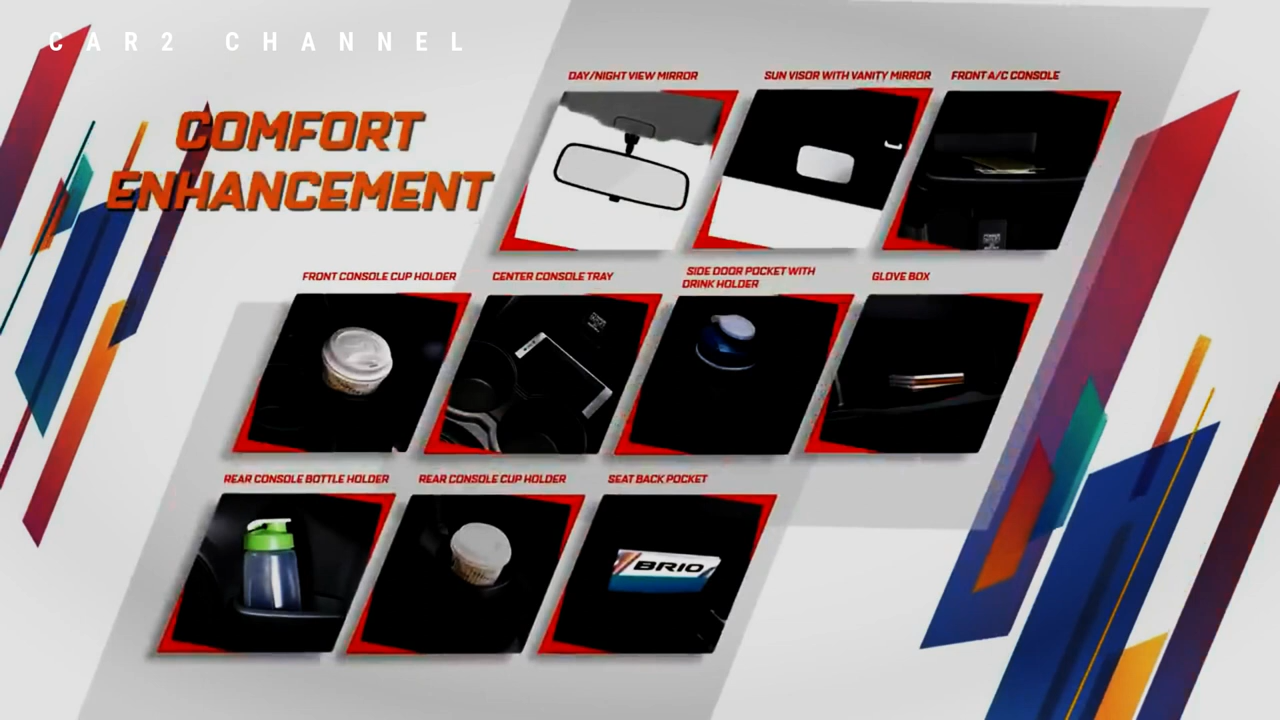 CAR2 CHANNEL
COMFORT
ENHANCEMENT
DAY/NIGHT VIEW MIRROR
SUN VISOR WITH VANITY MIRROR
FRONT A/C CONSOLE
FRONT CONSOLE CUP HOLDER
CENTER CONSOLE TRAY
SIDE DOOR POCKET WITH
DRINK HOLDER
GLOVE BOX
REAR CONSOLE BOTTLE HOLDER
REAR CONSOLE CUP HOLDER
SEAT BACK POCKET
BRIO